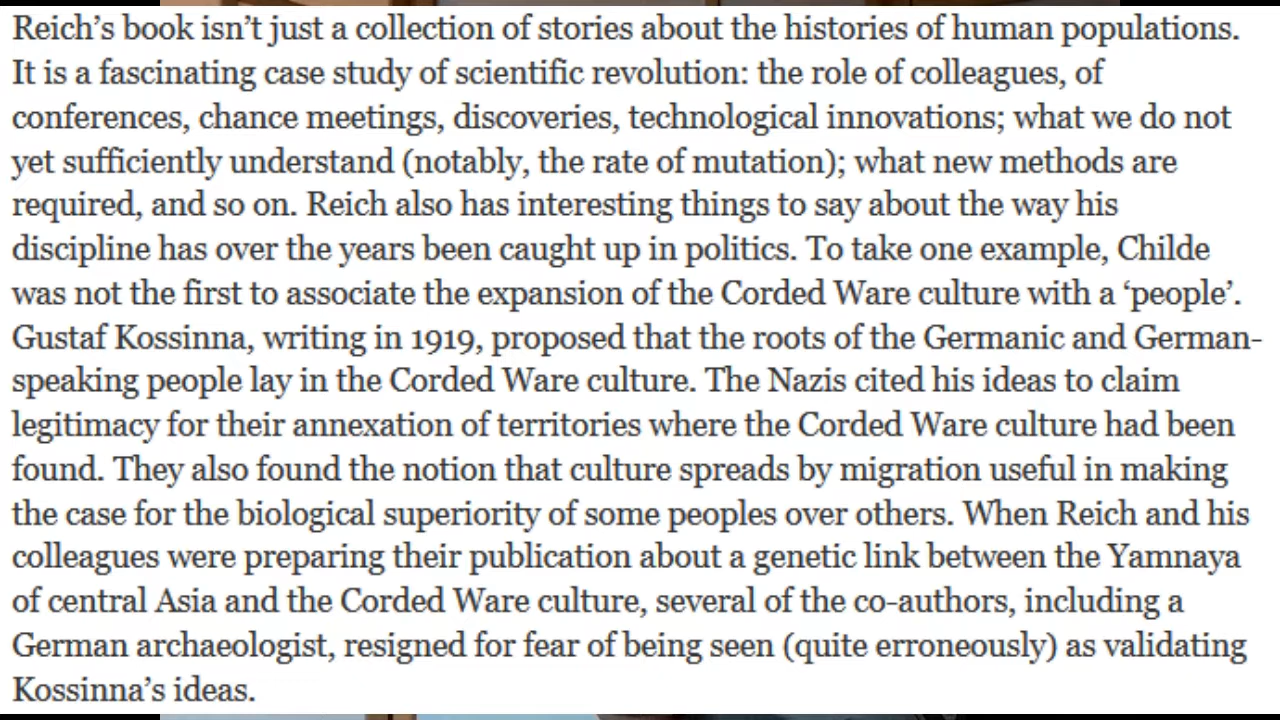 Reich’s book isn’t just a collection of stories about the histories of human populations.
It is a fascinating case study of scientific revolution: the role of colleagues, of
conferences, chance meetings, discoveries, technological innovations; what we do not
yet sufficiently understand (notably, the rate of mutation); what new methods are
required, and so on. Reich also has interesting things to say about the way his
discipline has over the years been caught up in politics. To take one example, Childe
was not the first to associate the expansion of the Corded Ware culture with a ‘people’.
Gustaf Kossinna, writing in 1919, proposed that the roots of the Germanic and German-
speaking people lay in the Corded Ware culture. The Nazis cited his ideas to claim
legitimacy for their annexation of territories where the Corded Ware culture had been
found. They also found the notion that culture spreads by migration useful in making
the case for the biological superiority of some peoples over others. When Reich and his
colleagues were preparing their publication about a genetic link between the Yamnaya
of central Asia and the Corded Ware culture, several of the co-authors, including a
German archaeologist, resigned for fear of being seen (quite erroneously) as validating
Kossinna’s ideas.